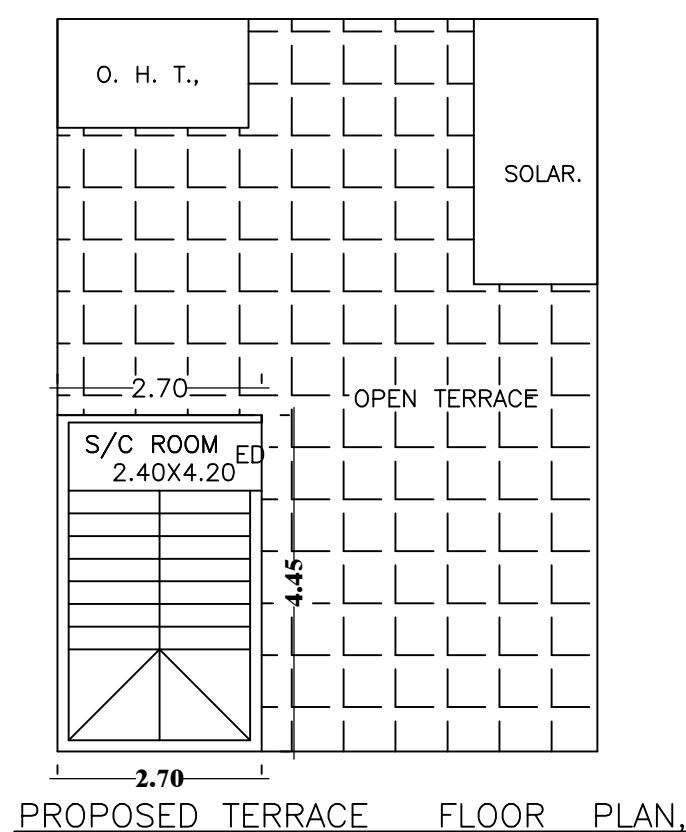 O. H. T.,
SOLAR.
2.70
OPEN TERRACE
S/C ROOM
ED
2.40X4.20
4.45
2.70
PROPOSED TERRACE FLOOR PLAN,